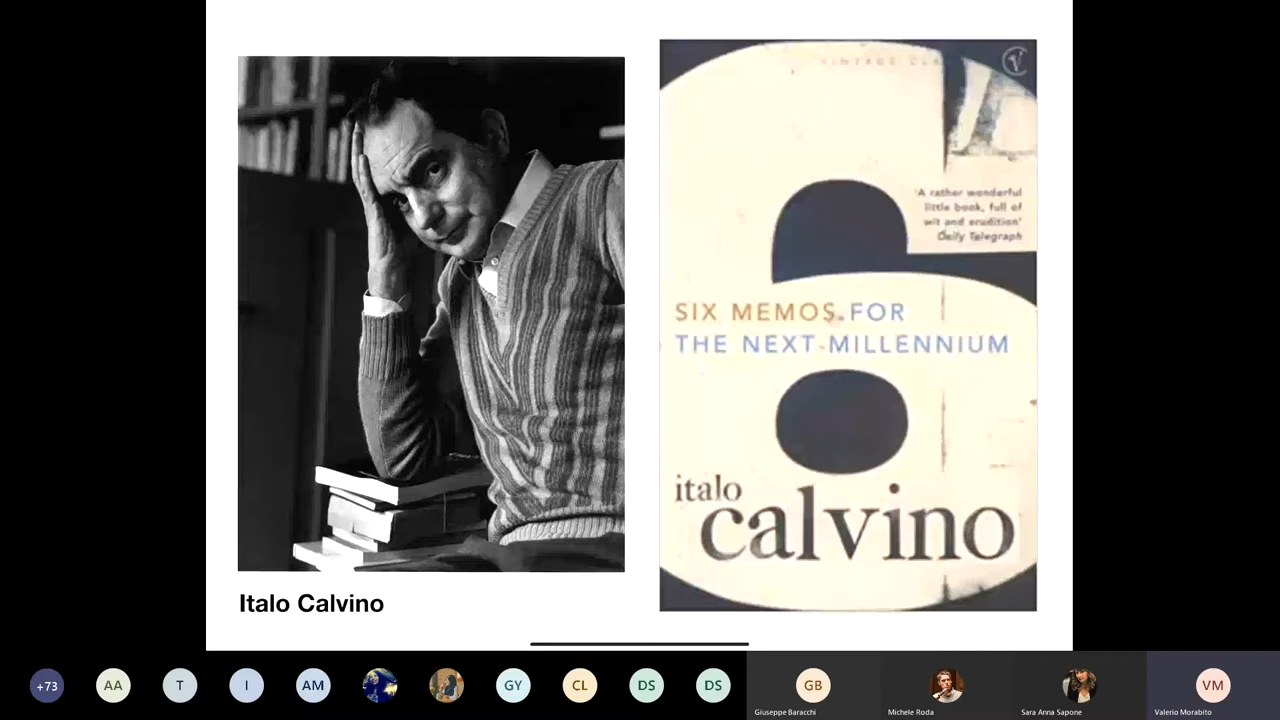 VINTAGE CLA
'A rather wonderful
little book, full of
wit and erudition'
Daily Telegraph
SIX MEMOS FOR
THE NEXT MILLENNIUM
italo
calvino
Italo Calvino
+73
AA
T
I
AM
GY
CL
DS
DS
GB
VM
Giuseppe Baracchi
Michele Roda
Sara Anna Sapone
Valerio Morabito